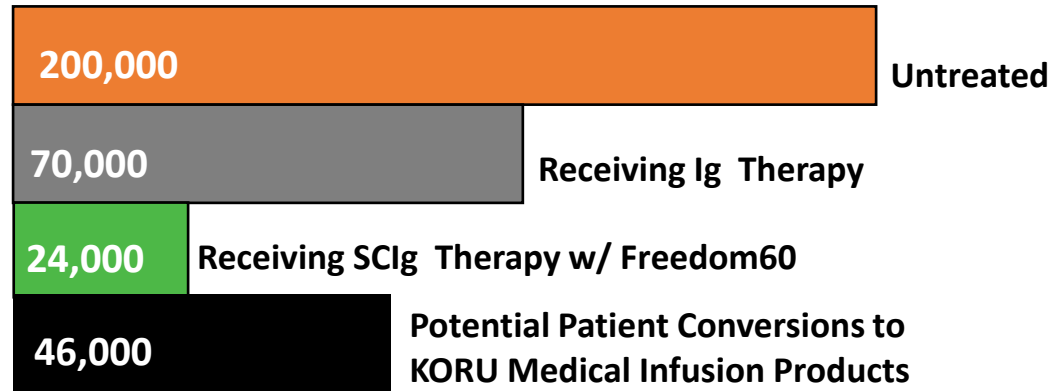 200,000
Untreated
70,000
Receiving Ig Therapy
24,000
Receiving SCIg Therapy w/ Freedom60
46,000
Potential Patient Conversions to
KORU Medical Infusion Products